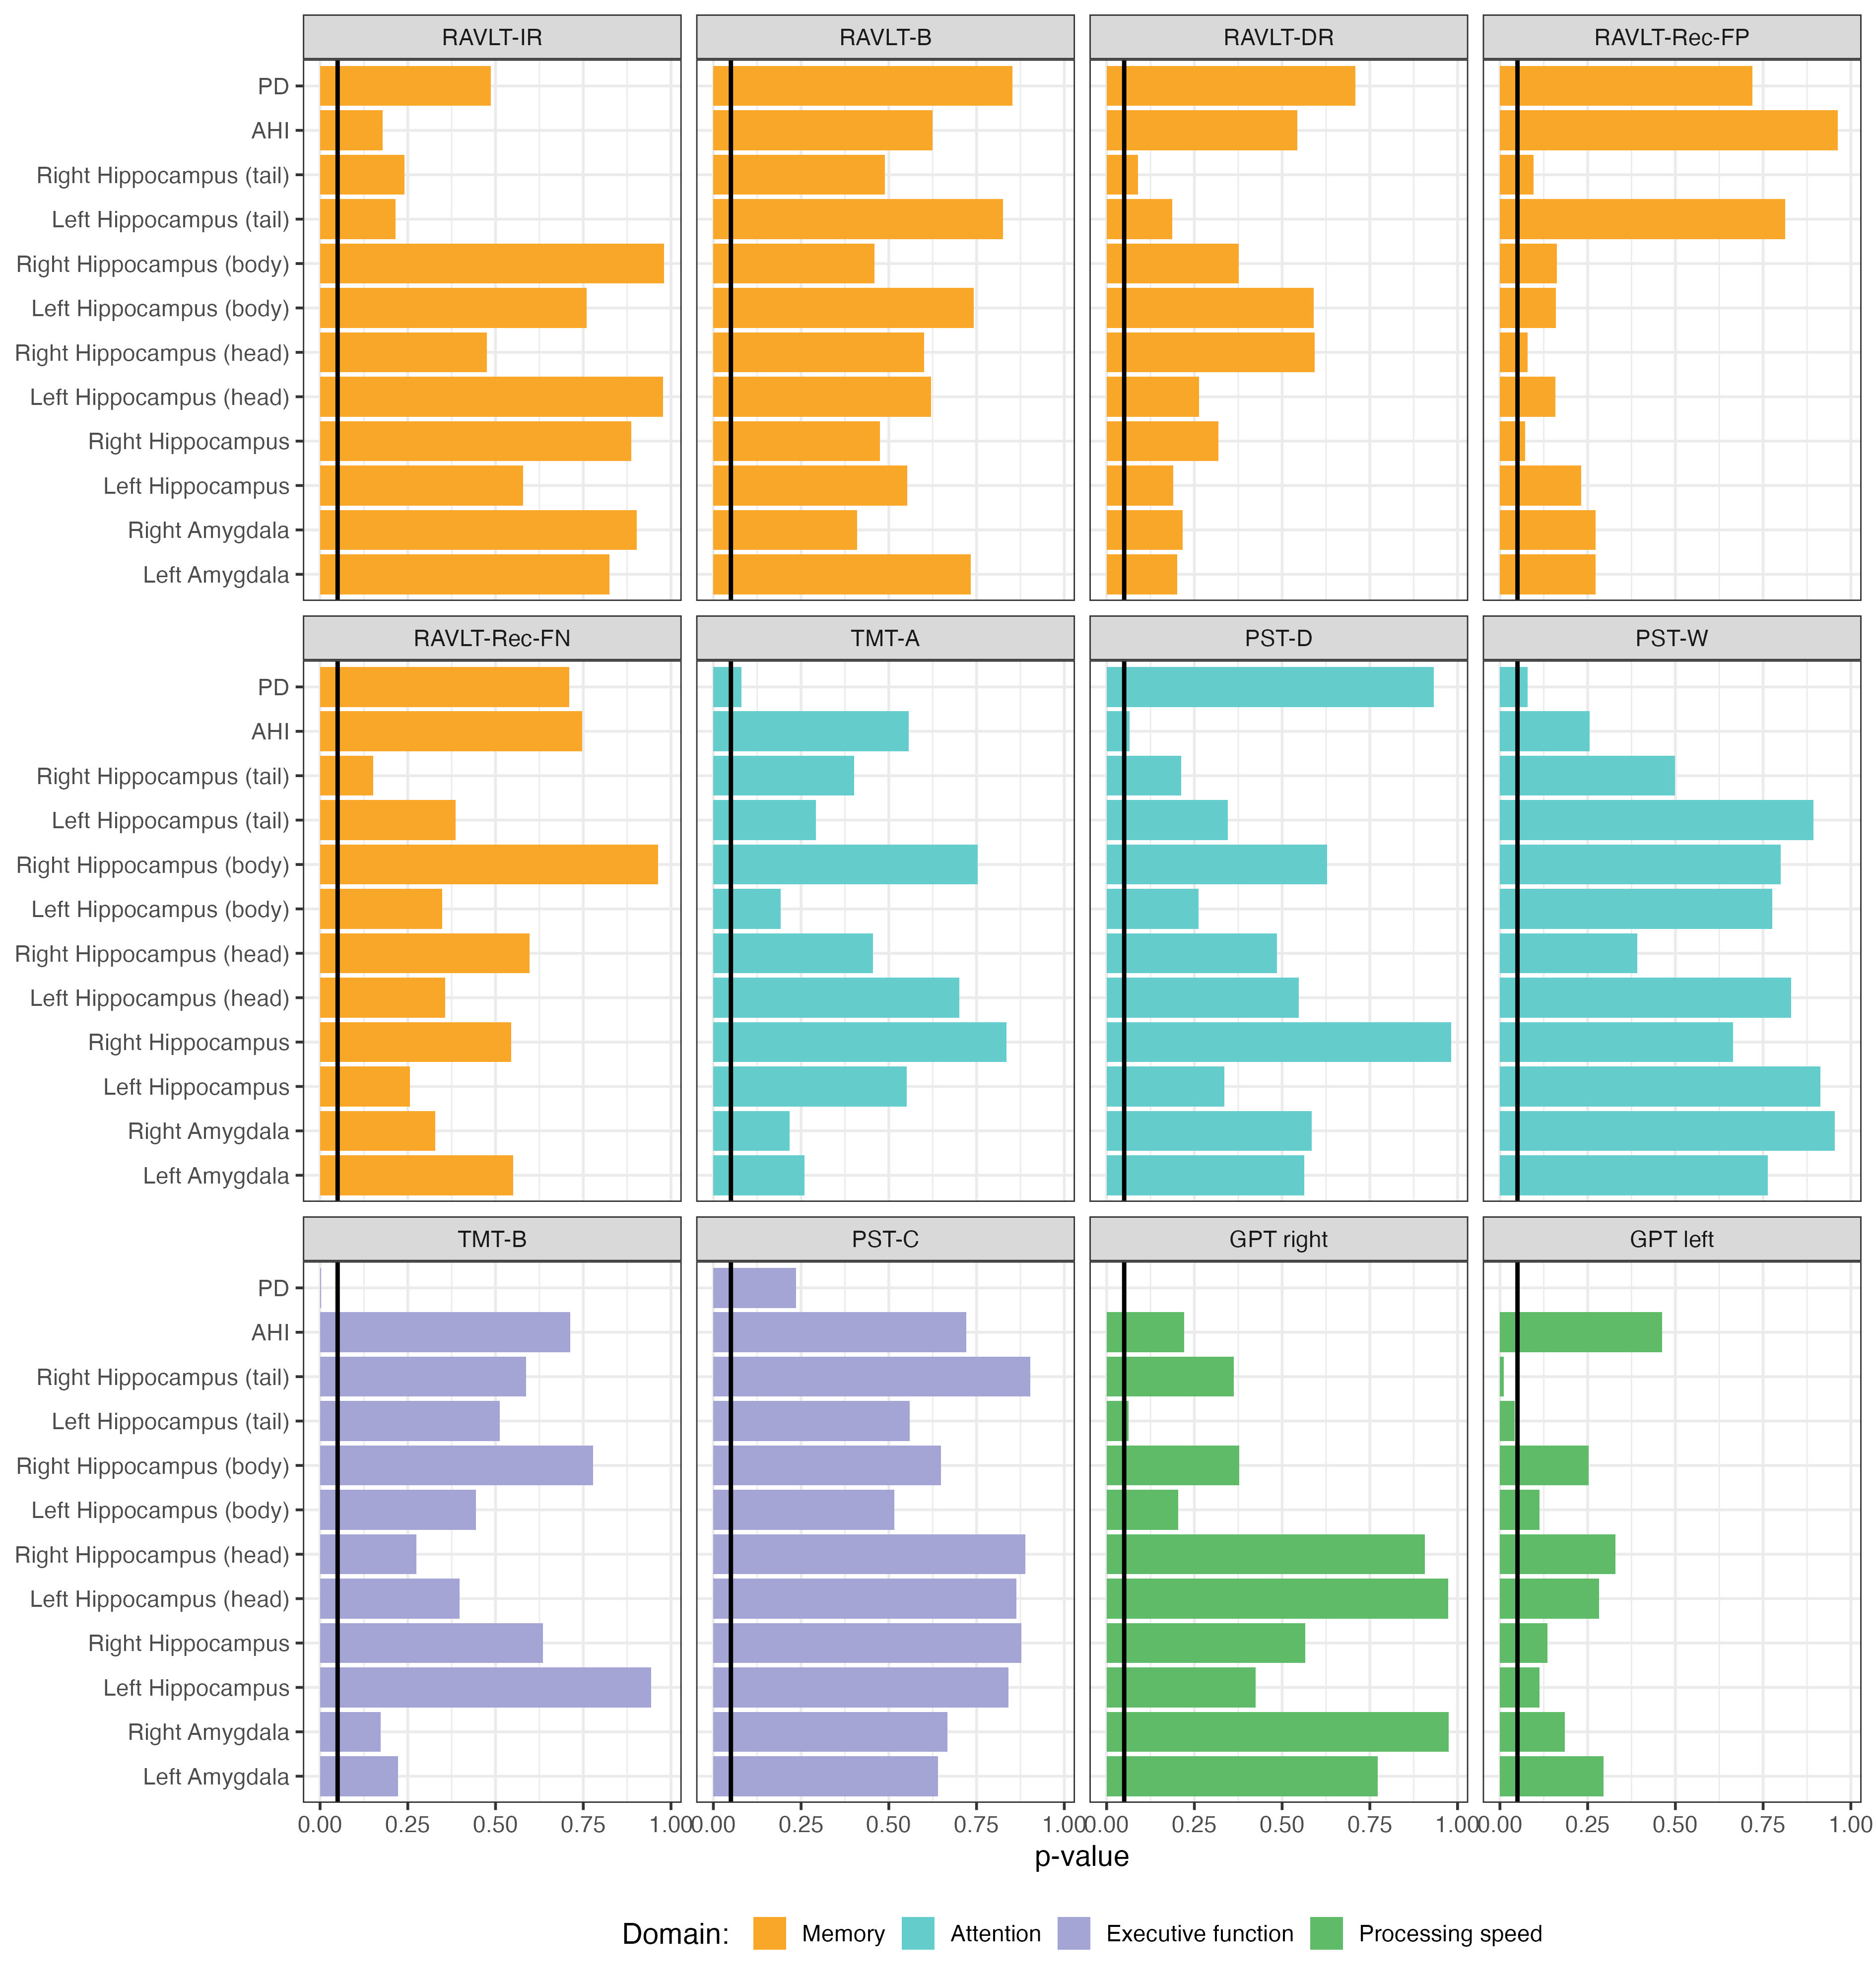 RAVLT-IR RAVLT-B RAVLT-DR RAVLT-Rec-FP
PD
AHI
Right Hippocampus (tail)
Left Hippocampus (tail)
Right Hippocampus (body)
Left Hippocampus (body)
Right Hippocampus (head)
Left Hippocampus (head)
Right Hippocampus
Left Hippocampus
Right Amygdala
Left Amygdala
RAVLT-Rec-FN TMT-A PST-D PST-W
PD
AHI
Right Hippocampus (tail)
Left Hippocampus (tail)
Right Hippocampus (body)
Left Hippocampus (body)
Right Hippocampus (head)
Left Hippocampus (head)
Right Hippocampus
Left Hippocampus
Right Amygdala
Left Amygdala
TMT-B PST-C GPT right GPT left
PD
AHI
Right Hippocampus (tail)
Left Hippocampus (tail)
Right Hippocampus (body)
Left Hippocampus (body)
Right Hippocampus (head)
Left Hippocampus (head)
Right Hippocampus
Left Hippocampus
Right Amygdala
Left Amygdala
0.00 0.25 0.50 0.75 1.00 0.00 0.25 0.50 0.75 1.00 0.00 0.25 0.50 0.75 1.00 0.00 0.25 0.50 0.75 1.00
p-value
Domain: Memory Attention Executive function Processing speed